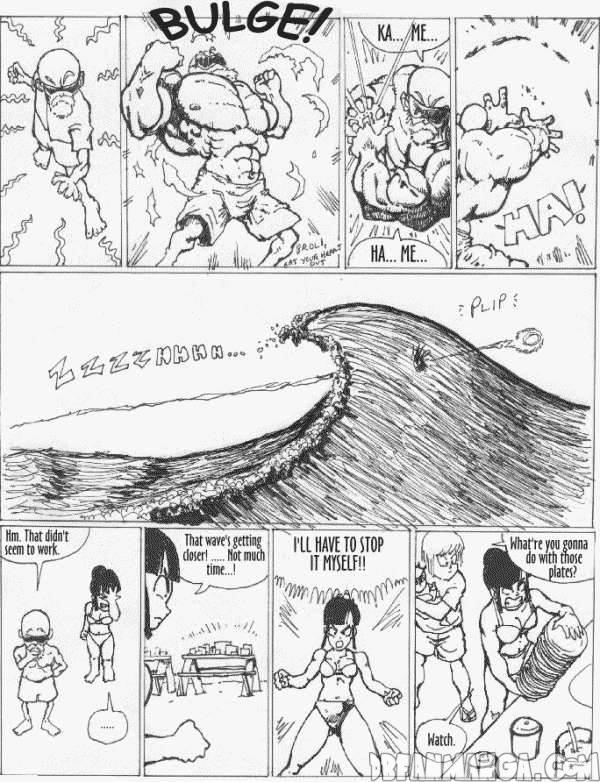 BULGE!
BROLI,
EAT YOUR HEART
OUT
KA... ME...
HA... ME...
HA!
ZZZZHHHH...
PLIP
Hm. That didn't
seem to work.
.....
That wave's getting
closer! ..... Not much
time...!
I'LL HAVE TO STOP
IT MYSELF!!
What're you gonna
do with those
plates?
Watch.
DREAMMANGA.COM